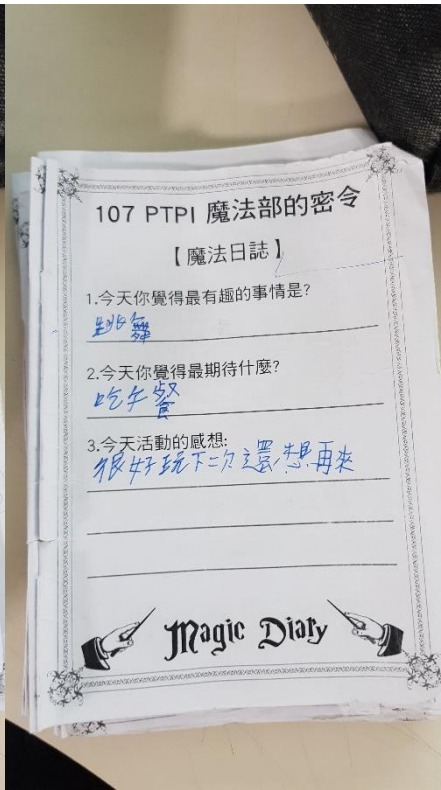 107 PTPI 魔法部的密令
【魔法日誌】
1.今天你覺得最有趣的事情是?
跳舞
2.今天你覺得最期待什麼?
吃午餐
3.今天活動的感想:
很好玩下次還想再來
Magic Diary